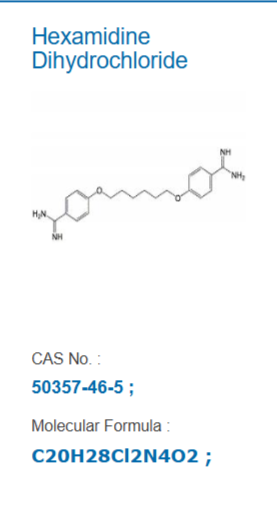 Hexamidine
Dihydrochloride
NH
NH₂
O
O
H₂N
NH
CAS No. :
50357-46-5 ;
Molecular Formula :
C20H28Cl2N4O2 ;